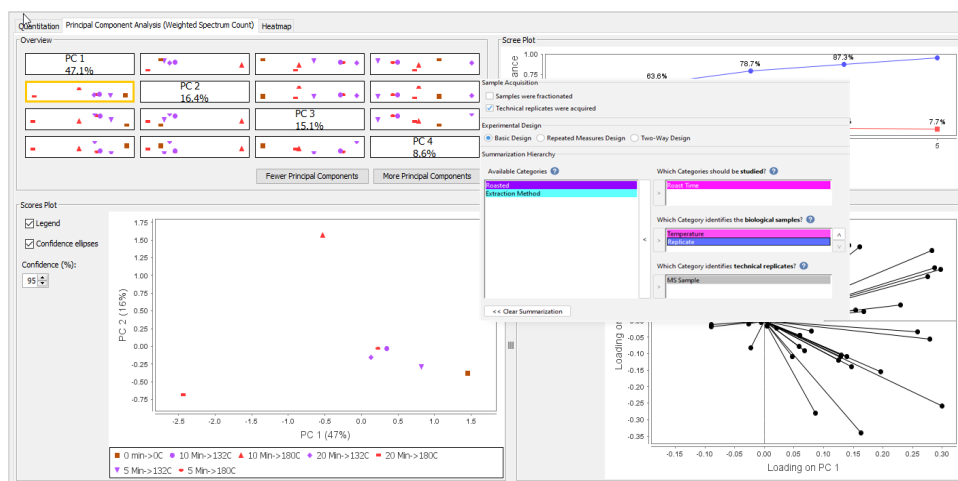 Quantitation Principal Component Analysis (Weighted Spectrum Count) Heatmap
Overview
PC 1
47.1%
PC 2
16.4%
PC 3
15.1%
PC 4
8.6%
Fewer Principal Components More Principal Components
Scree Plot
1.00
0.75
63.6%
78.7%
87.3%
7.7%
5
Sample Acquisition
Samples were fractionated
Technical replicates were acquired
Experimental Design
Basic Design Repeated Measures Design Two-Way Design
Summarization Hierarchy
Available Categories ?
Roasted
Extraction Method
<
Which Categories should be studied? ?
>
Roast Time
Which Category identifies the biological samples? ?
>
Temperature
Replicate
Which Category identifies technical replicates? ?
>
MS Sample
<< Clear Summarization
Scores Plot
Legend
Confidence ellipses
Confidence (%):
95
PC 2 (16%)
1.75
1.50
1.25
1.00
0.75
0.50
0.25
0.00
-0.25
-0.50
-0.75
-2.5 -2.0 -1.5 -1.0 -0.5 0.0 0.5 1.0 1.5
PC 1 (47%)
0 min->0C 10 Min->132C 10 Min->180C 20 Min->132C 20 Min->180C
5 Min->132C 5 Min->180C
Loading on
-0.05
-0.10
-0.15
-0.20
-0.25
-0.30
-0.35
-0.15 -0.10 -0.05 0.00 0.05 0.10 0.15 0.20 0.25 0.30
Loading on PC 1